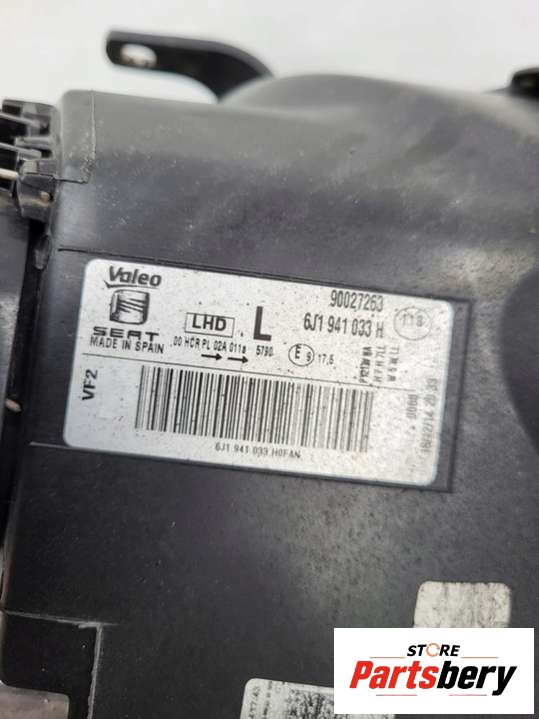 Valeo
SEAT
MADE IN SPAIN
LHD
L
90027263
6J1 941 033 H
.00 HCR PL 02A 0118 5790
E 9 17,5
VF2
6J1 941 033 H0FAN
STORE
Partsbery